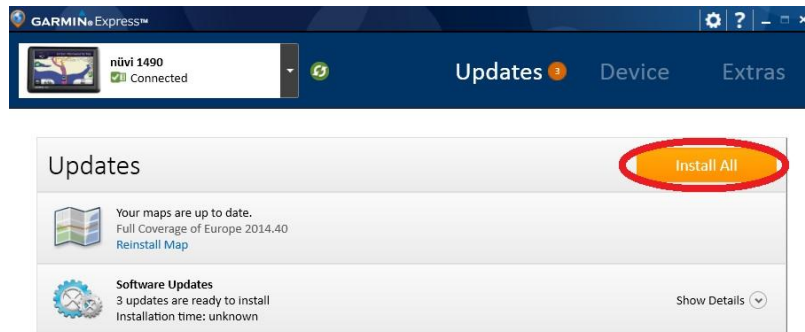 GARMIN Express™
? 
nüvi 1490
Connected
Updates 3 Device Extras
Updates
Install All
Your maps are up to date.
Full Coverage of Europe 2014.40
Reinstall Map
Software Updates
3 updates are ready to install
Show Details
Installation time: unknown